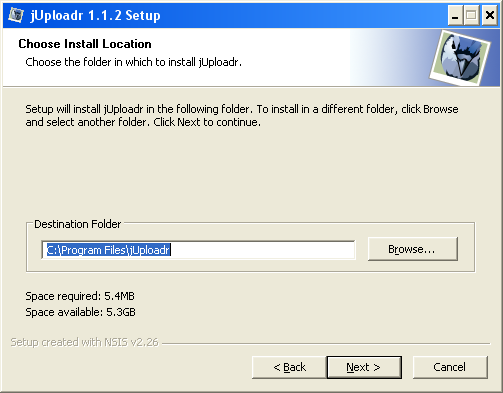 jUploadr 1.1.2 Setup
Choose Install Location
Choose the folder in which to install jUploadr.
Setup will install jUploadr in the following folder. To install in a different folder, click Browse
and select another folder. Click Next to continue.
Destination Folder
C:\Program Files\jUploadr
Browse...
Space required: 5.4MB
Space available: 5.3GB
Setup created with NSIS v2.26
< Back
Next >
Cancel